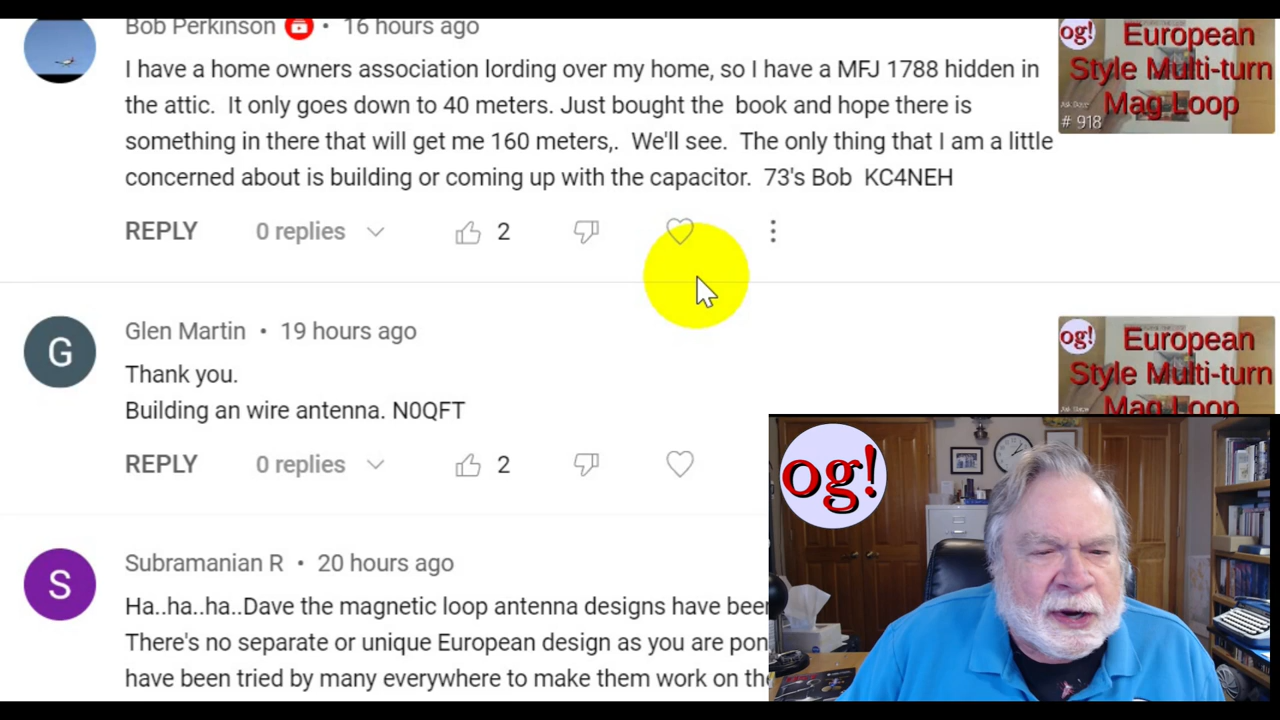 Bob Perkinson • 16 hours ago
I have a home owners association lording over my home, so I have a MFJ 1788 hidden in
the attic.  It only goes down to 40 meters. Just bought the  book and hope there is
something in there that will get me 160 meters,.  We'll see.  The only thing that I am a little
concerned about is building or coming up with the capacitor.  73's Bob  KC4NEH
REPLY 0 replies 2
og! European
Style Multi-turn
Mag Loop
Ask Dave
# 918
G
Glen Martin • 19 hours ago
Thank you.
Building an wire antenna. N0QFT
REPLY 0 replies 2
og! European
Style Multi-turn
Mag Loop
og!
S
Subramanian R • 20 hours ago
Ha..ha..ha..Dave the magnetic loop antenna designs have been
There's no separate or unique European design as you are pon
have been tried by many everywhere to make them work on the